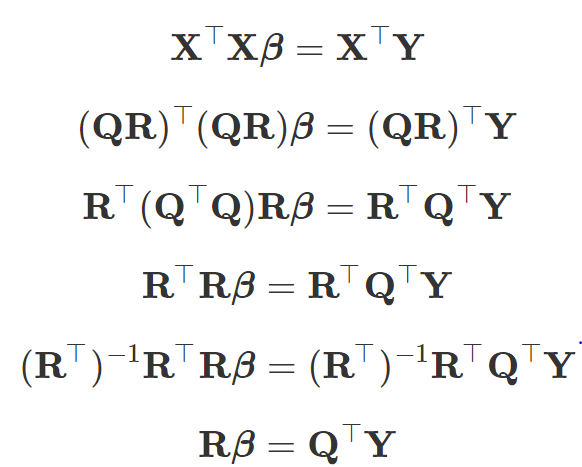 X⊤Xβ = X⊤Y
(QR)⊤(QR)β = (QR)⊤Y
R⊤(Q⊤Q)Rβ = R⊤Q⊤Y
R⊤Rβ = R⊤Q⊤Y
(R⊤)⁻¹R⊤Rβ = (R⊤)⁻¹R⊤Q⊤Y
Rβ = Q⊤Y